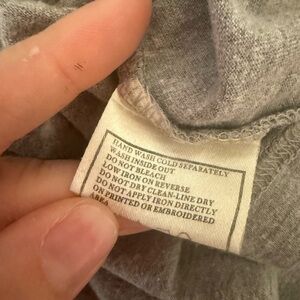 HAND WASH COLD SEPARATELY
WASH INSIDE OUT
DO NOT BLEACH
LOW IRON ON REVERSE
DO NOT DRY CLEAN-LINE DRY
DO NOT APPLY IRON DIRECTLY
ON PRINTED OR EMBROIDERED
AREA